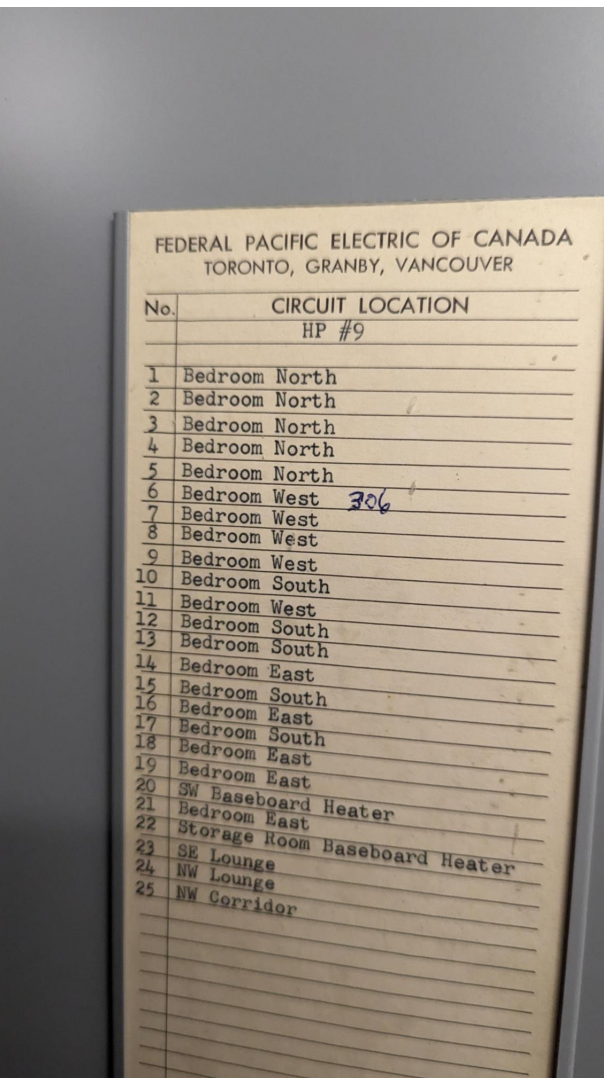 FEDERAL PACIFIC ELECTRIC OF CANADA
TORONTO, GRANBY, VANCOUVER
No. CIRCUIT LOCATION
HP #9
1 Bedroom North
2 Bedroom North
3 Bedroom North
4 Bedroom North
5 Bedroom North
6 Bedroom West 306
7 Bedroom West
8 Bedroom West
9 Bedroom West
10 Bedroom South
11 Bedroom West
12 Bedroom South
13 Bedroom South
14 Bedroom East
15 Bedroom South
16 Bedroom East
17 Bedroom South
18 Bedroom East
19 Bedroom East
20 SW Baseboard Heater
21 Bedroom East
22 Storage Room Baseboard Heater
23 SE Lounge
24 NW Lounge
25 NW Corridor